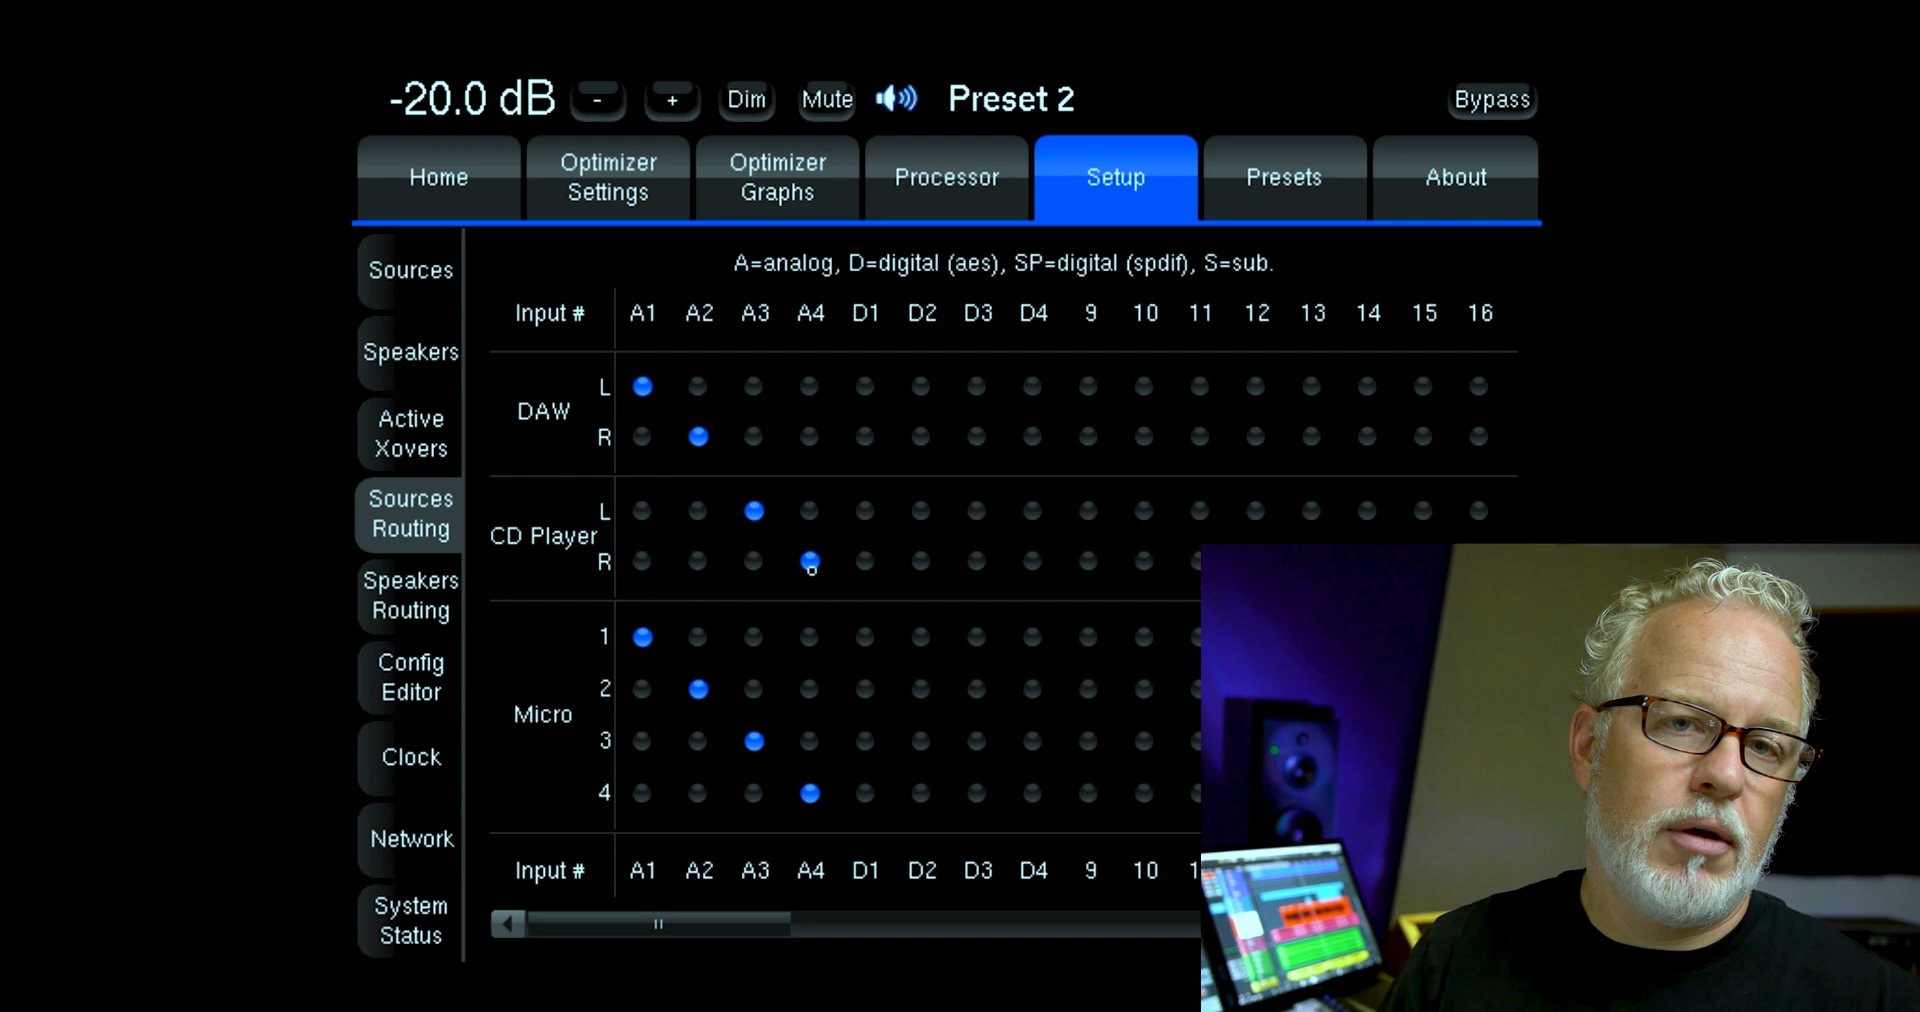 -20.0 dB - + Dim Mute Preset 2 Bypass
Home Optimizer Settings Optimizer Graphs Processor Setup Presets About
Sources
Speakers
Active Xovers
Sources Routing
Speakers Routing
Config Editor
Clock
Network
System Status
A=analog, D=digital (aes), SP=digital (spdif), S=sub.
Input # A1 A2 A3 A4 D1 D2 D3 D4 9 10 11 12 13 14 15 16
DAW L
R
CD Player L
R
Micro 1
2
3
4
Input # A1 A2 A3 A4 D1 D2 D3 D4 9 10